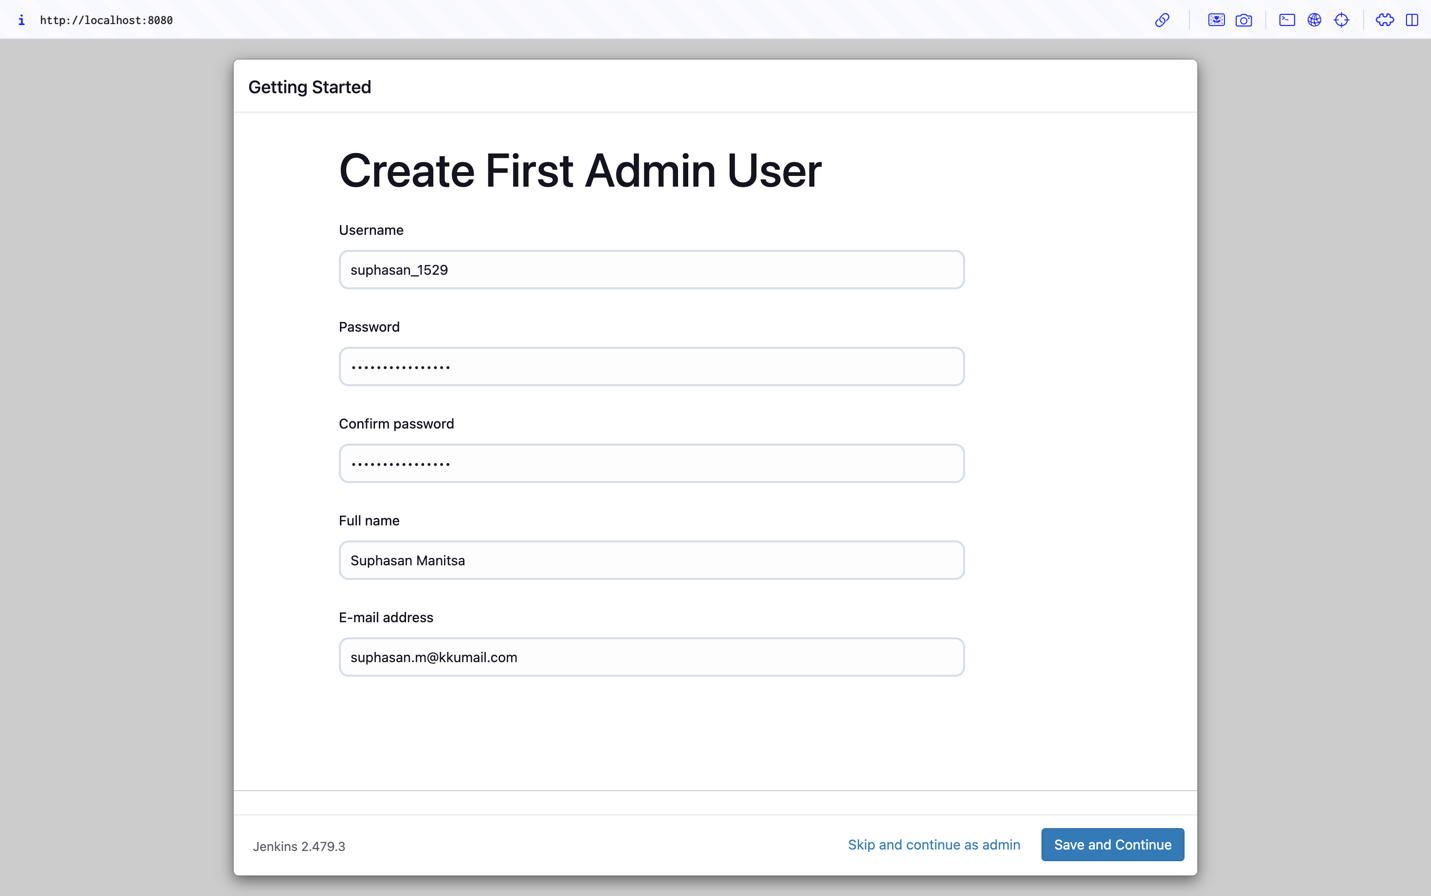 http://localhost:8080
Getting Started
Create First Admin User
Username
suphasan_1529
Password
••••••••••••••••
Confirm password
••••••••••••••••
Full name
Suphasan Manitsa
E-mail address
suphasan.m@kkumail.com
Jenkins 2.479.3
Skip and continue as admin
Save and Continue